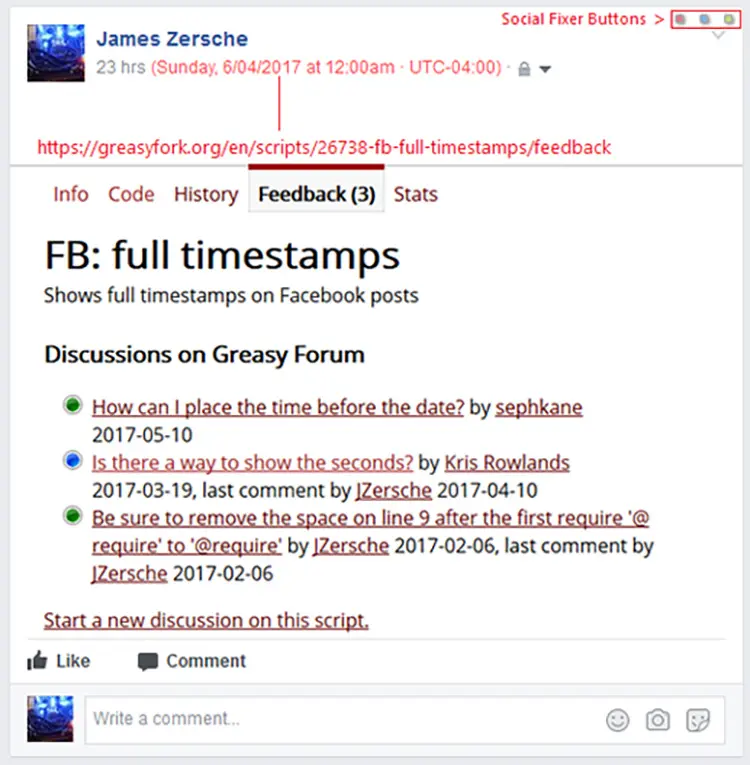 Social Fixer Buttons >
James Zersche
23 hrs (Sunday, 6/04/2017 at 12:00am · UTC-04:00) ·
https://greasyfork.org/en/scripts/26738-fb-full-timestamps/feedback
Info Code History Feedback (3) Stats
FB: full timestamps
Shows full timestamps on Facebook posts
Discussions on Greasy Forum
How can I place the time before the date? by sephkane
2017-05-10
Is there a way to show the seconds? by Kris Rowlands
2017-03-19, last comment by JZersche 2017-04-10
Be sure to remove the space on line 9 after the first require '@
require' to '@require' by JZersche 2017-02-06, last comment by
JZersche 2017-02-06
Start a new discussion on this script.
Like Comment
Write a comment...